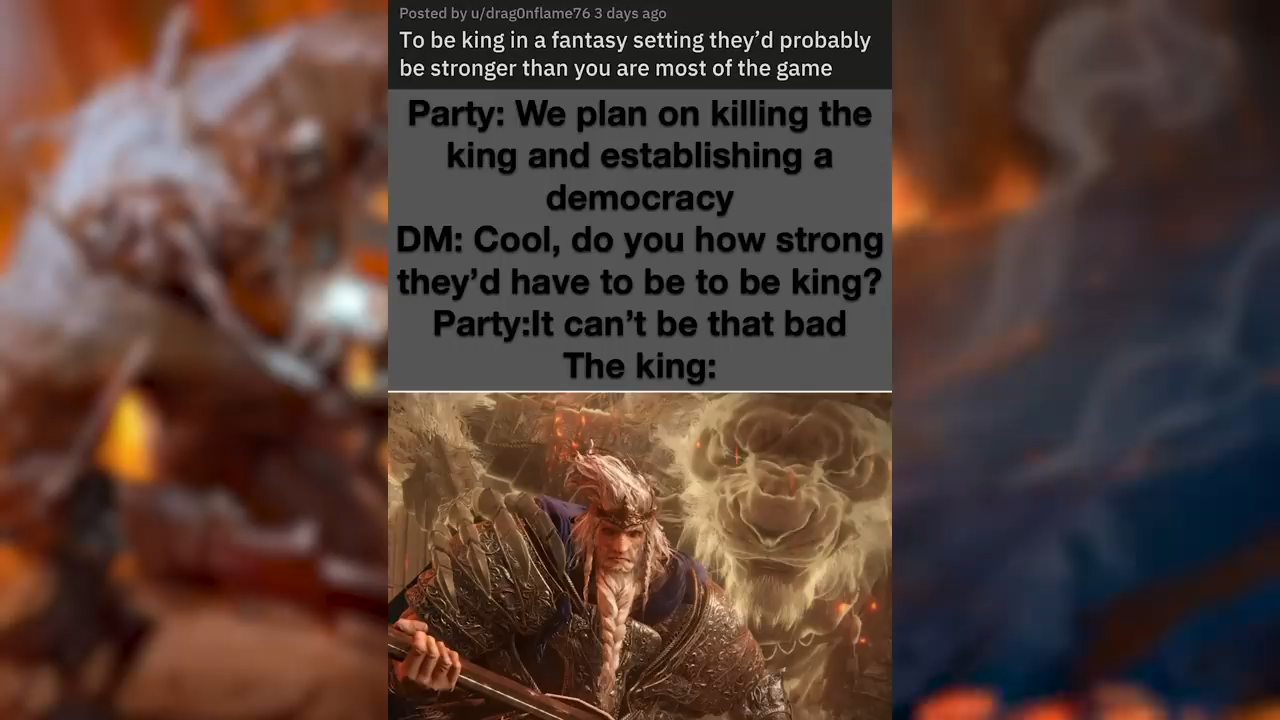 Posted by u/drag0nflame76 3 days ago
To be king in a fantasy setting they’d probably
be stronger than you are most of the game
Party: We plan on killing the
king and establishing a
democracy
DM: Cool, do you how strong
they’d have to be to be king?
Party:It can’t be that bad
The king: